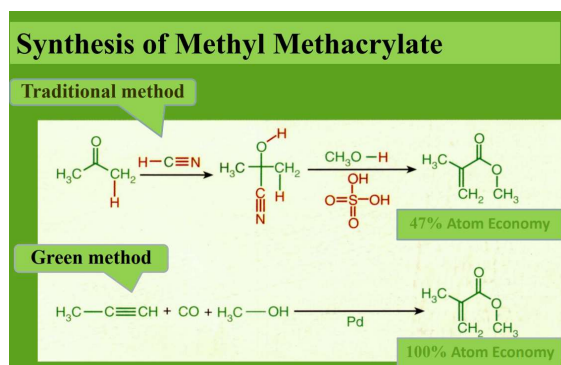 Synthesis of Methyl Methacrylate
Traditional method
O
H₃C CH₂
H
H—C≡N
O H
H₃C CH₂
C H
N
CH₃O — H
OH
O=S—OH
O
O
H₃C
O
CH₂ CH₃
47% Atom Economy
Green method
H₃C — C≡CH + CO + H₃C — OH
Pd
O
H₃C
O
CH₂ CH₃
100% Atom Economy